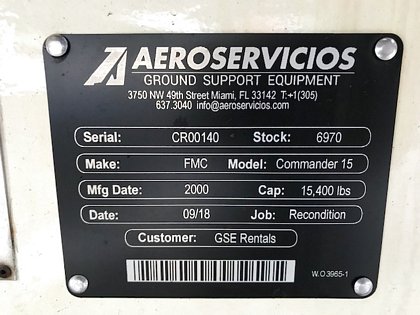 AEROSERVICIOS
GROUND SUPPORT EQUIPMENT
3750 NW 49th Street Miami, FL 33142 T:+1(305)
637.3040 info@aeroservicios.com
Serial: CR00140 Stock: 6970
Make: FMC Model: Commander 15
Mfg Date: 2000 Cap: 15,400 lbs
Date: 09/18 Job: Recondition
Customer: GSE Rentals
W.O3965-1